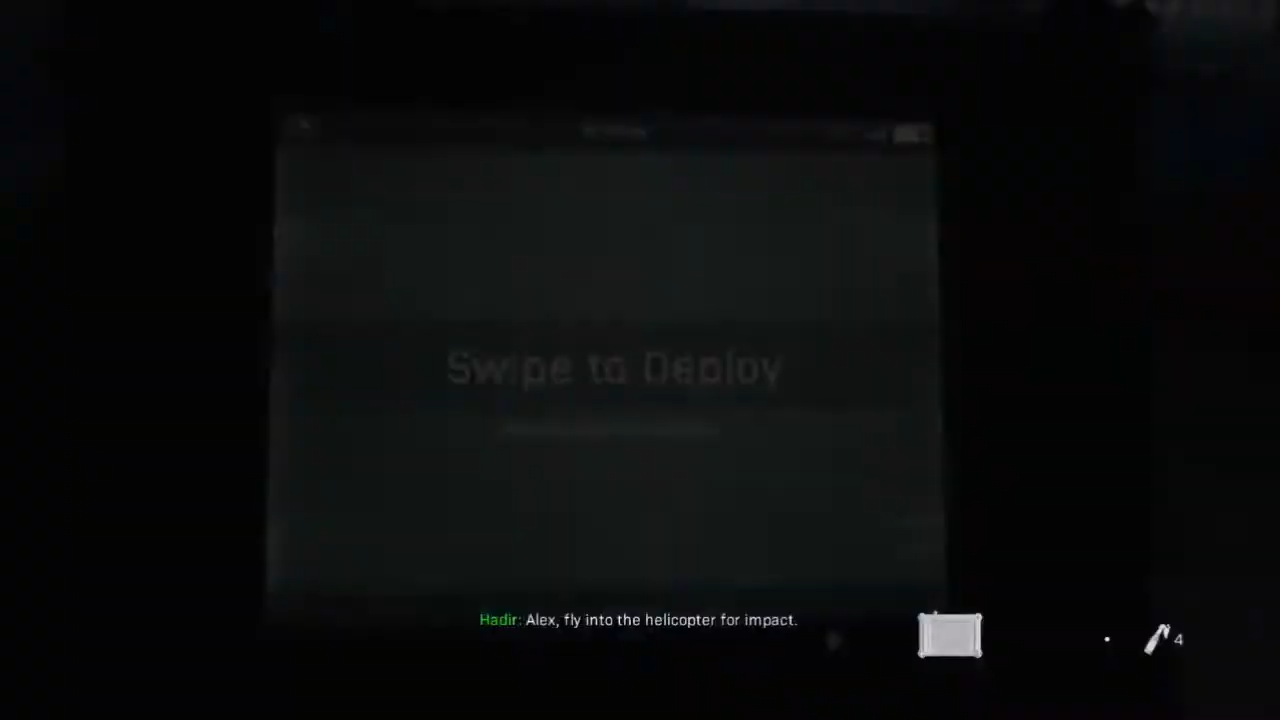 Swipe to Deploy
Hadir: Alex, fly into the helicopter for impact.
4